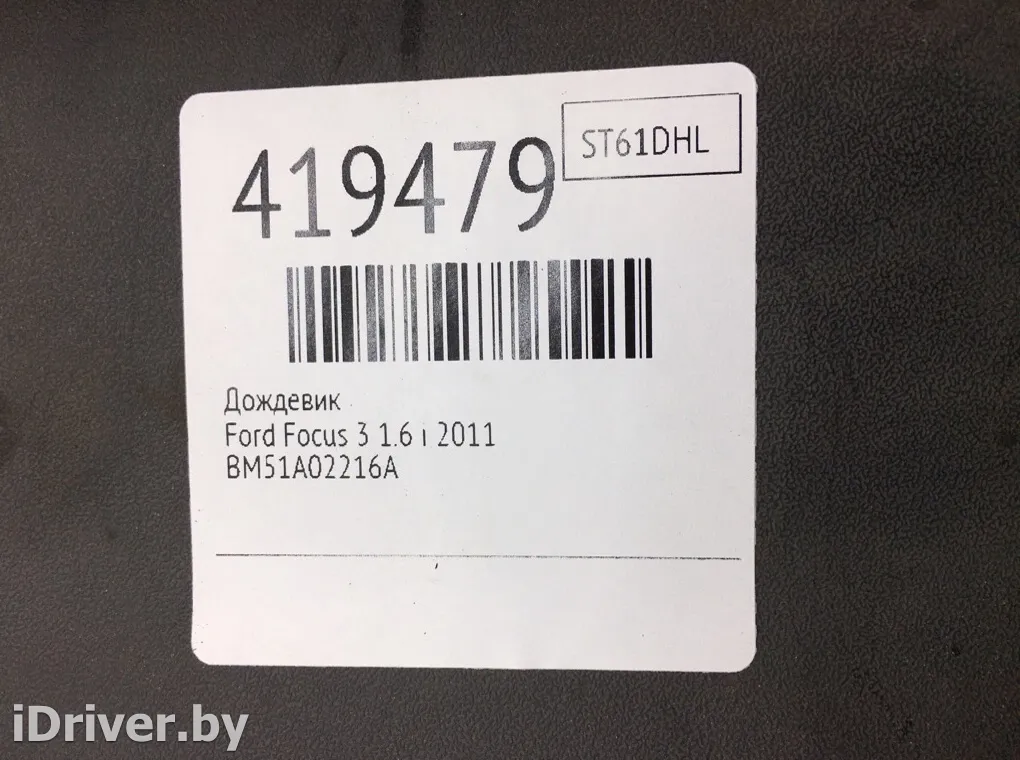 419479
ST61DHL
Дождевик
Ford Focus 3 1.6 i 2011
BM51A02216A
iDriver.by